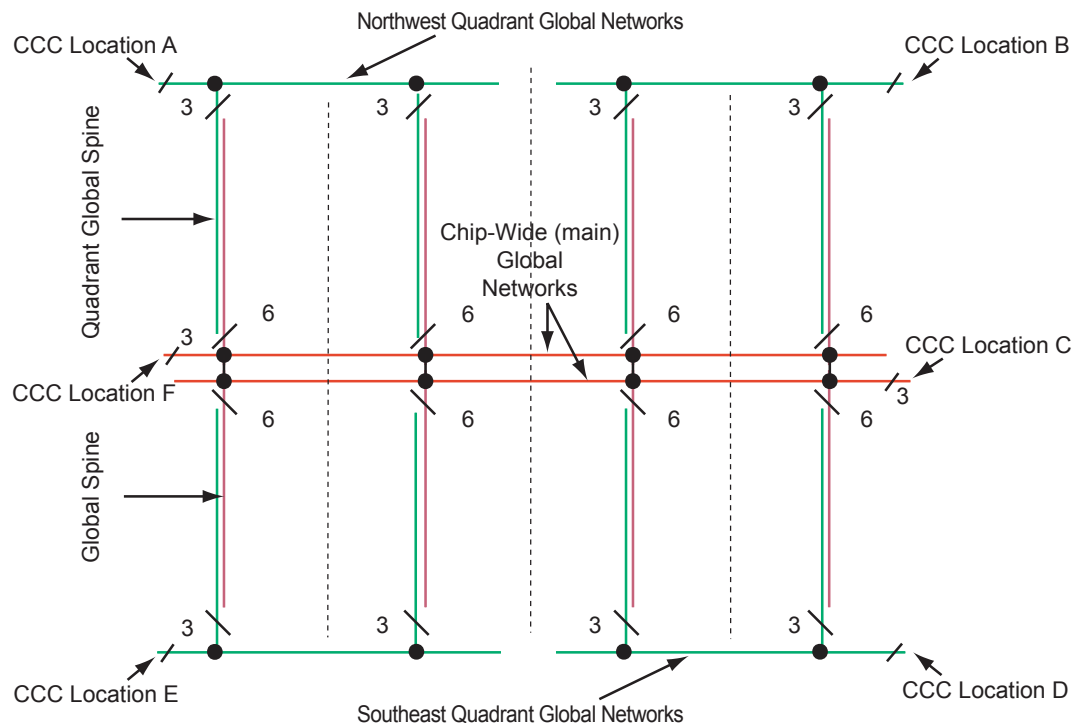 Northwest Quadrant Global Networks
CCC Location A
CCC Location B
3
3
3
3
Quadrant Global Spine
Chip-Wide (main)
Global
Networks
6
6
6
6
3
CCC Location C
CCC Location F
3
6
6
6
6
Global Spine
3
3
3
3
CCC Location E
CCC Location D
Southeast Quadrant Global Networks